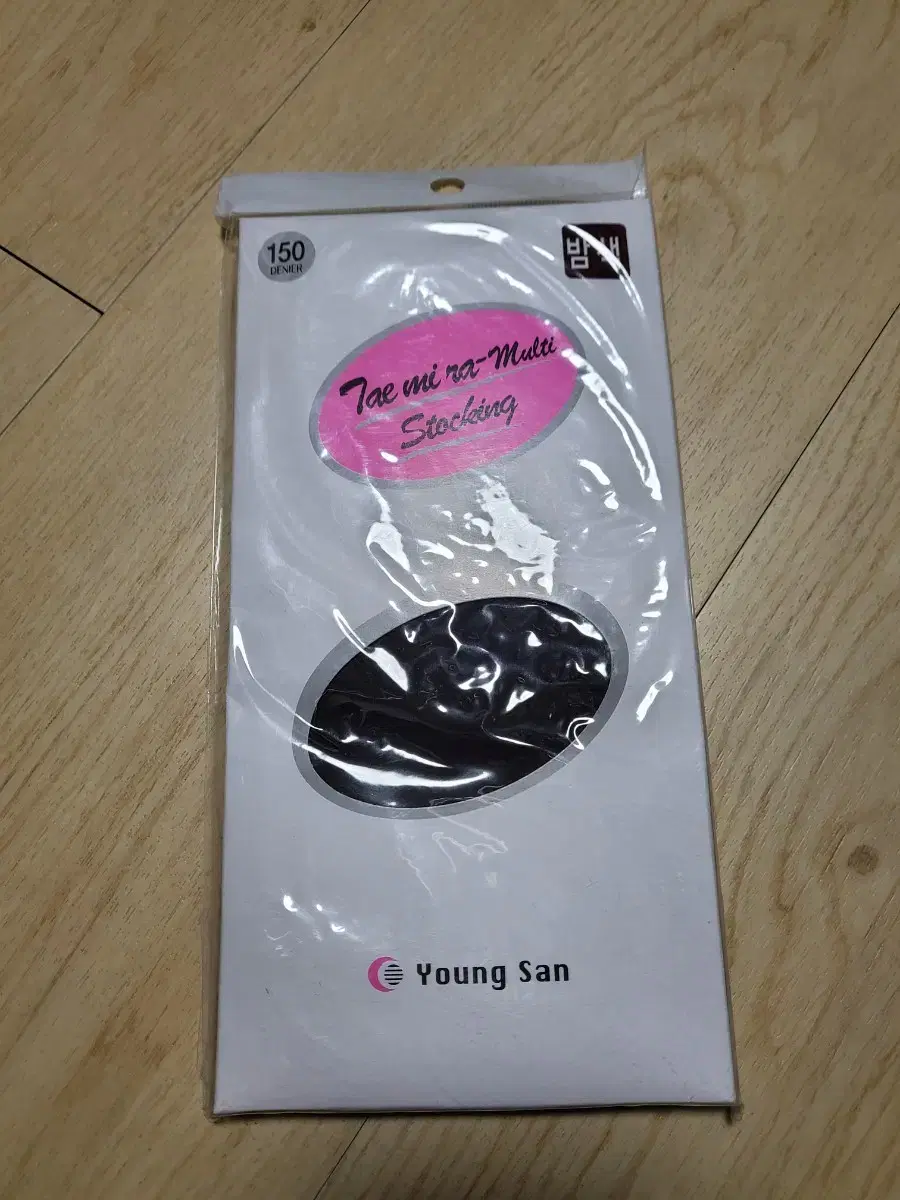 150
DENIER
밤색
Tae mi ra-Multi
Stocking
Young San